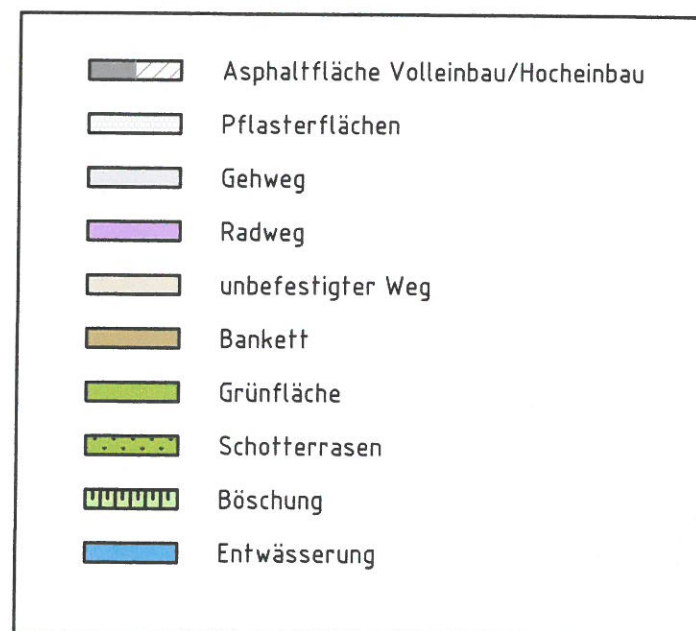 Asphaltfläche Volleinbau/Hocheinbau
Pflasterflächen
Gehweg
Radweg
unbefestigter Weg
Bankett
Grünfläche
Schotterrasen
Böschung
Entwässerung